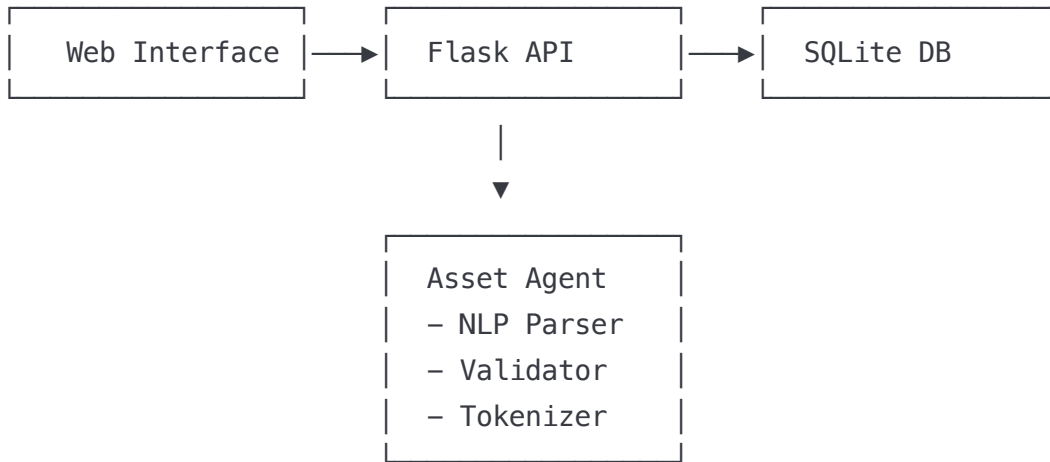 Web Interface
Flask API
SQLite DB
Asset Agent
– NLP Parser
– Validator
– Tokenizer